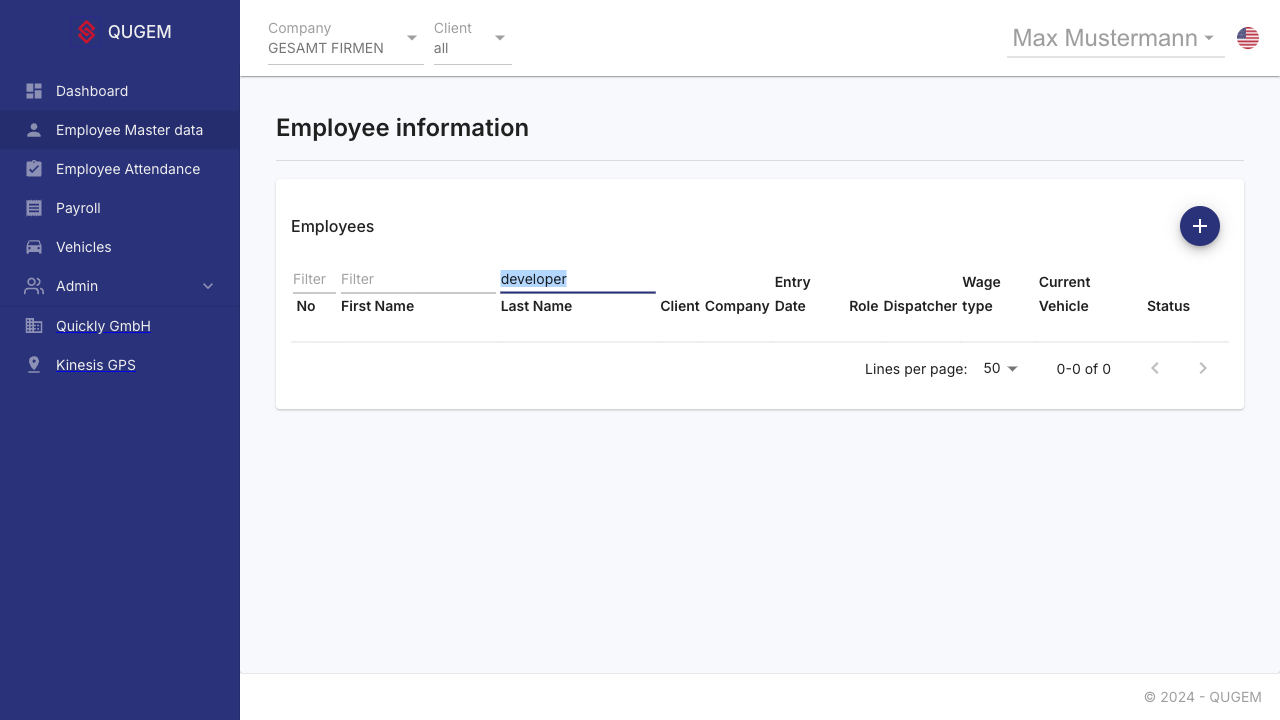 QUGEM
Dashboard
Employee Master data
Employee Attendance
Payroll
Vehicles
Admin
Quickly GmbH
Kinesis GPS
Company
GESAMT FIRMEN
Client
all
Max Mustermann
Employee information
Employees
Filter Filter developer
No First Name Last Name Client Company Entry Date Role Dispatcher Wage type Current Vehicle Status
Lines per page: 50 0-0 of 0
© 2024 - QUGEM